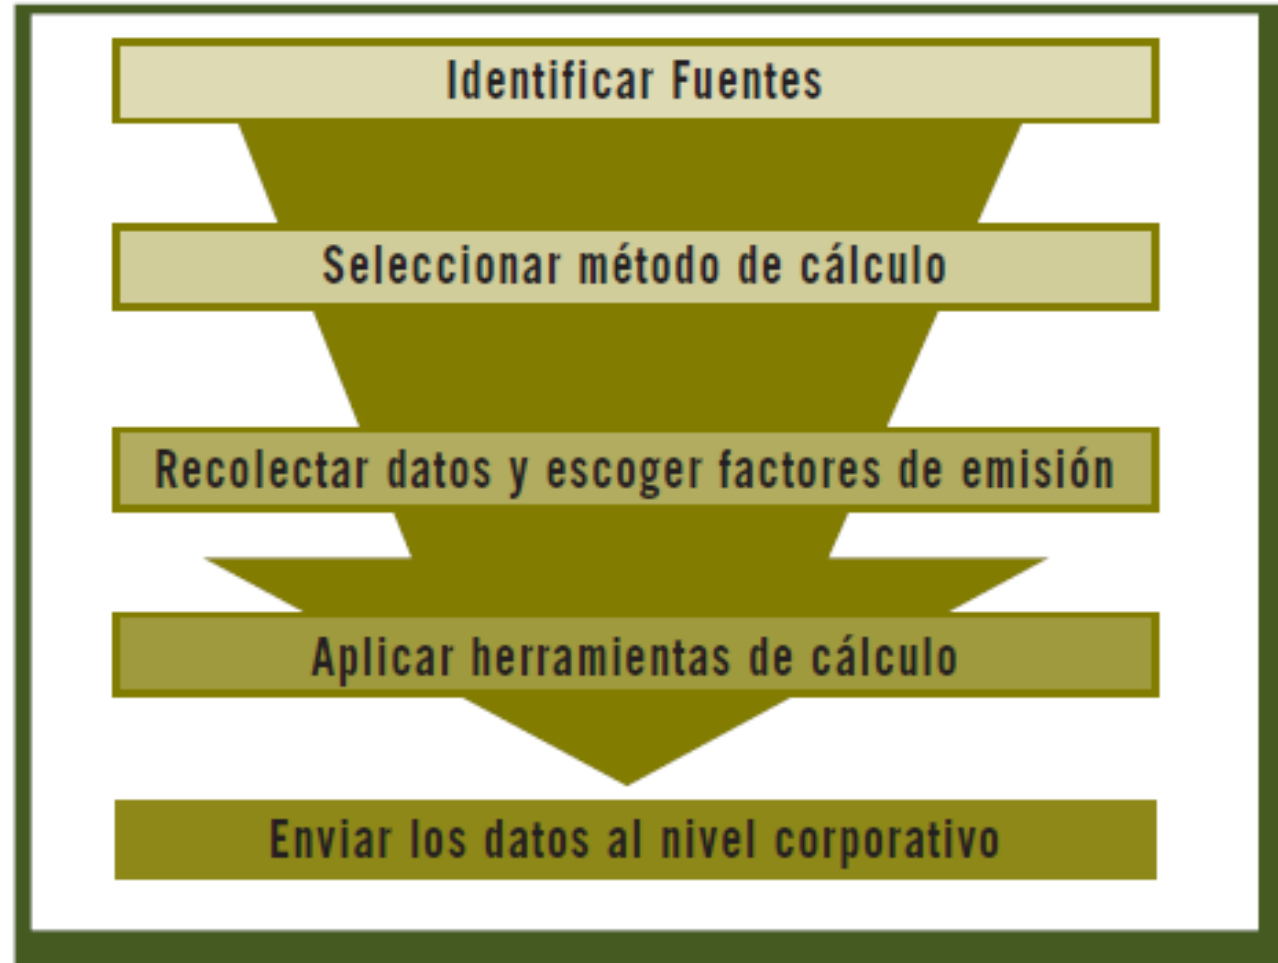 Identificar Fuentes
Seleccionar método de cálculo
Recolectar datos y escoger factores de emisión
Aplicar herramientas de cálculo
Enviar los datos al nivel corporativo